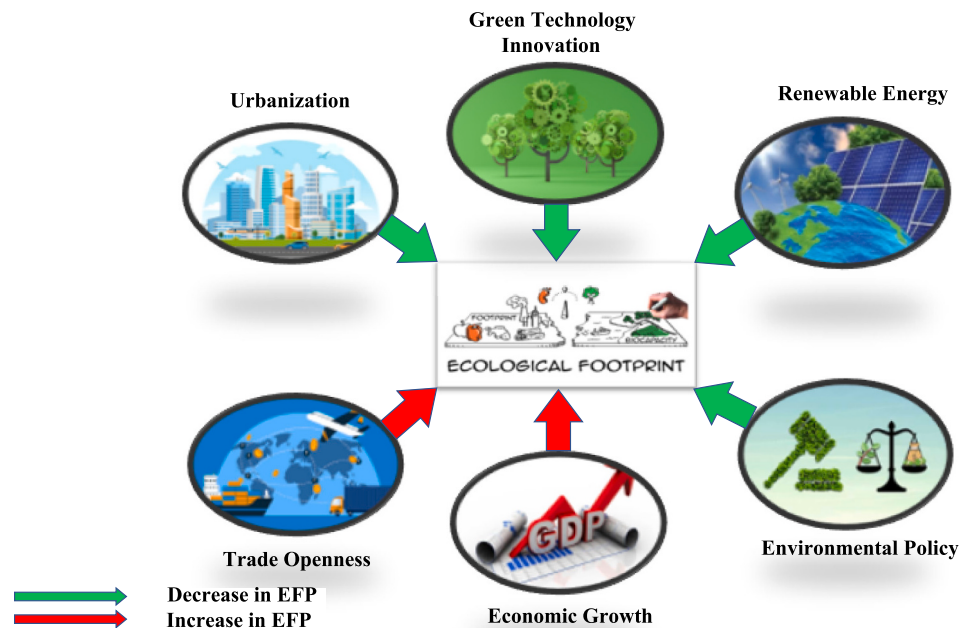 Green Technology
Innovation
Urbanization
Renewable Energy
FOOTPRINT
BIOCAPACITY
ECOLOGICAL FOOTPRINT
GDP
Trade Openness
Environmental Policy
Economic Growth
Decrease in EFP
Increase in EFP